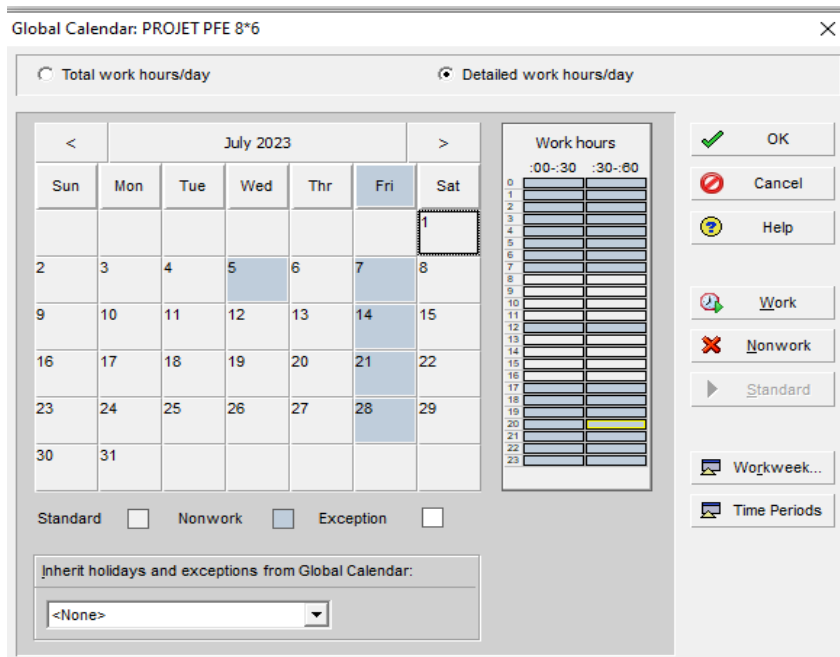 Global Calendar: PROJET PFE 8*6
Total work hours/day Detailed work hours/day
< July 2023 >
Sun Mon Tue Wed Thr Fri Sat
1
2 3 4 5 6 7 8
9 10 11 12 13 14 15
16 17 18 19 20 21 22
23 24 25 26 27 28 29
30 31
Standard Nonwork Exception
Inherit holidays and exceptions from Global Calendar:
<None>
Work hours
:00-:30 :30-:60
0
1
2
3
4
5
6
7
8
9
10
11
12
13
14
15
16
17
18
19
20
21
22
23
OK
Cancel
Help
Work
Nonwork
Standard
Workweek...
Time Periods